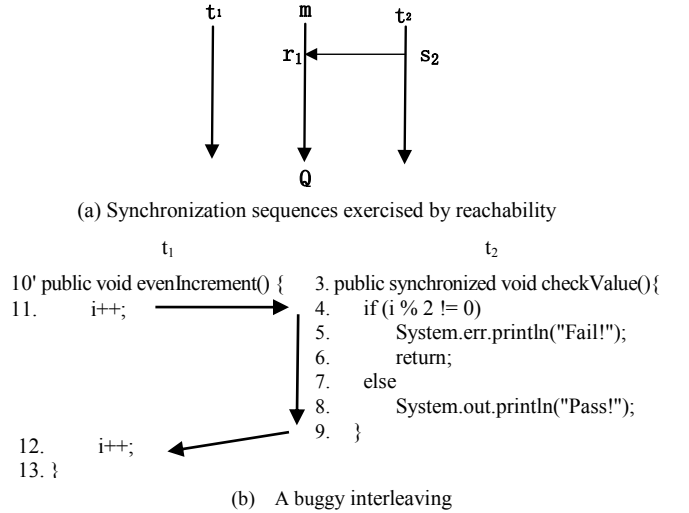 t₁ m t₂
r₁ s₂
Q
(a) Synchronization sequences exercised by reachability
t₁ t₂
10' public void evenIncrement() { 3. public synchronized void checkValue(){
11. i++; 4. if (i % 2 != 0)
5. System.err.println("Fail!");
6. return;
7. else
8. System.out.println("Pass!");
9. }
12. i++;
13. }
(b) A buggy interleaving